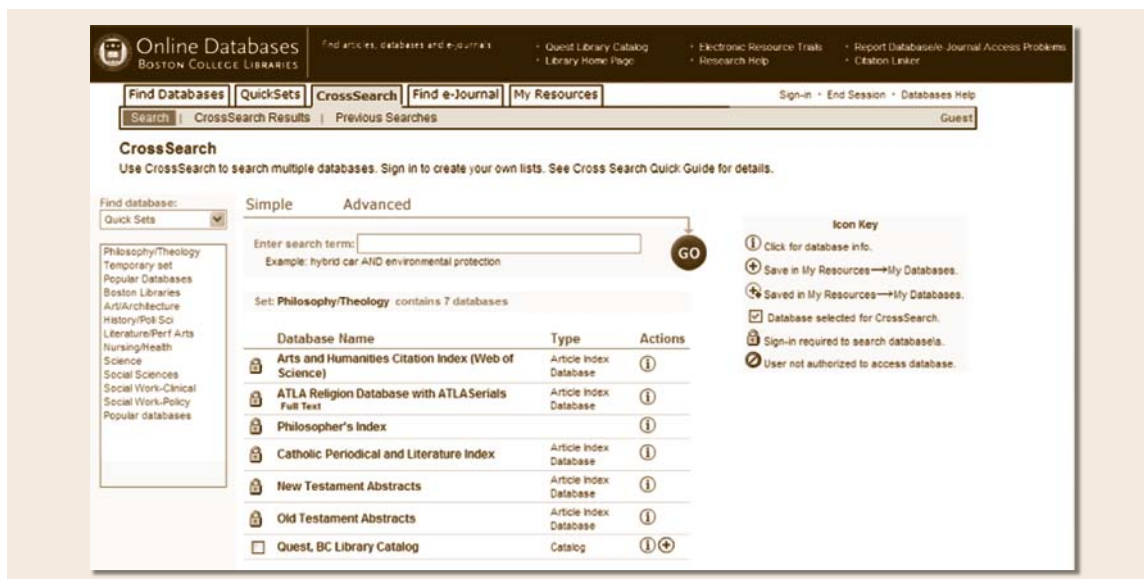 Online Databases
BOSTON COLLEGE LIBRARIES
Find articles, databases and e-journals
· Quest Library Catalog
· Library Home Page
· Electronic Resource Trials
· Research Help
· Report Database/e-Journal Access Problems
· Citation Linker
Find Databases
QuickSets
CrossSearch
Find e-Journal
My Resources
Sign-in · End Session · Databases Help
Search | CrossSearch Results | Previous Searches
Guest
CrossSearch
Use CrossSearch to search multiple databases. Sign in to create your own lists. See Cross Search Quick Guide for details.
Find database:
Quick Sets
Philosophy/Theology
Temporary set
Popular Databases
Boston Libraries
Art/Architecture
History/Poli Sci
Literature/Perf Arts
Nursing/Health
Science
Social Sciences
Social Work-Clinical
Social Work-Policy
Popular databases
Simple Advanced
Enter search term:
GO
Example: hybrid car AND environmental protection
Set: Philosophy/Theology contains 7 databases
Database Name Type Actions
Arts and Humanities Citation Index (Web of
Science)
Article Index
Database
ATLA Religion Database with ATLASerials
Full Text
Article Index
Database
Philosopher's Index
Catholic Periodical and Literature Index
Article Index
Database
New Testament Abstracts
Article Index
Database
Old Testament Abstracts
Article Index
Database
Quest, BC Library Catalog
Catalog
Icon Key
Click for database info.
Save in My Resources→My Databases.
Saved in My Resources→My Databases.
Database selected for CrossSearch.
Sign-in required to search database\a.
User not authorized to access database.